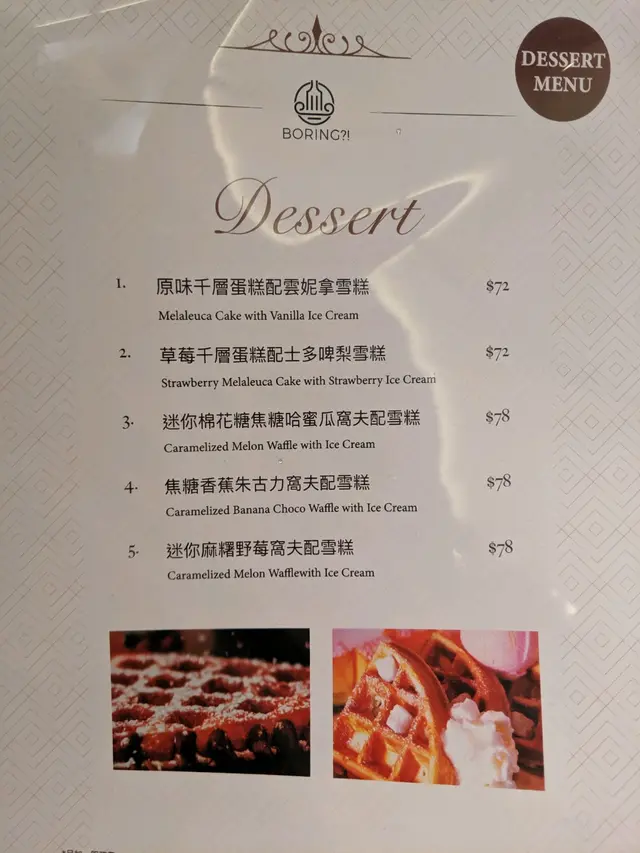 DESSERT
MENU
BORING?!
Dessert
1. 原味千層蛋糕配雲妮拿雪糕 $72
Melaleuca Cake with Vanilla Ice Cream
2. 草莓千層蛋糕配士多啤梨雪糕 $72
Strawberry Melaleuca Cake with Strawberry Ice Cream
3. 迷你棉花糖焦糖哈蜜瓜窩夫配雪糕 $78
Caramelized Melon Waffle with Ice Cream
4. 焦糖香蕉朱古力窩夫配雪糕 $78
Caramelized Banana Choco Waffle with Ice Cream
5. 迷你麻糬野莓窩夫配雪糕 $78
Caramelized Melon Wafflewith Ice Cream